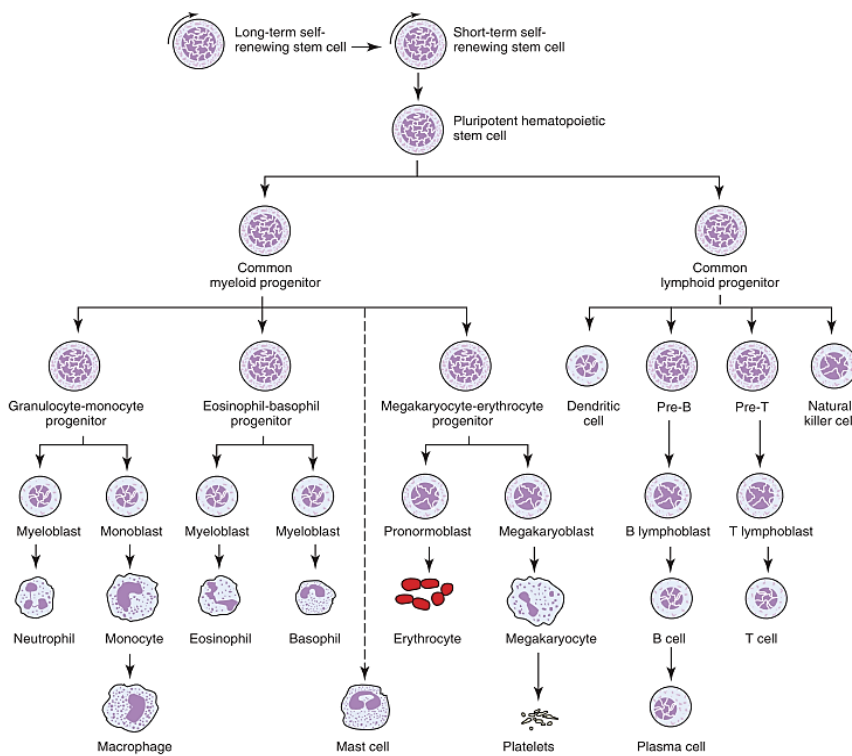 Long-term self-
renewing stem cell
Short-term self-
renewing stem cell
Pluripotent hematopoietic
stem cell
Common
myeloid progenitor
Common
lymphoid progenitor
Granulocyte-monocyte
progenitor
Eosinophil-basophil
progenitor
Megakaryocyte-erythrocyte
progenitor
Dendritic
cell
Pre-B
Pre-T
Natural
killer cell
Myeloblast
Monoblast
Myeloblast
Myeloblast
Pronormoblast
Megakaryoblast
B lymphoblast
T lymphoblast
Neutrophil
Monocyte
Eosinophil
Basophil
Erythrocyte
Megakaryocyte
B cell
T cell
Macrophage
Mast cell
Platelets
Plasma cell